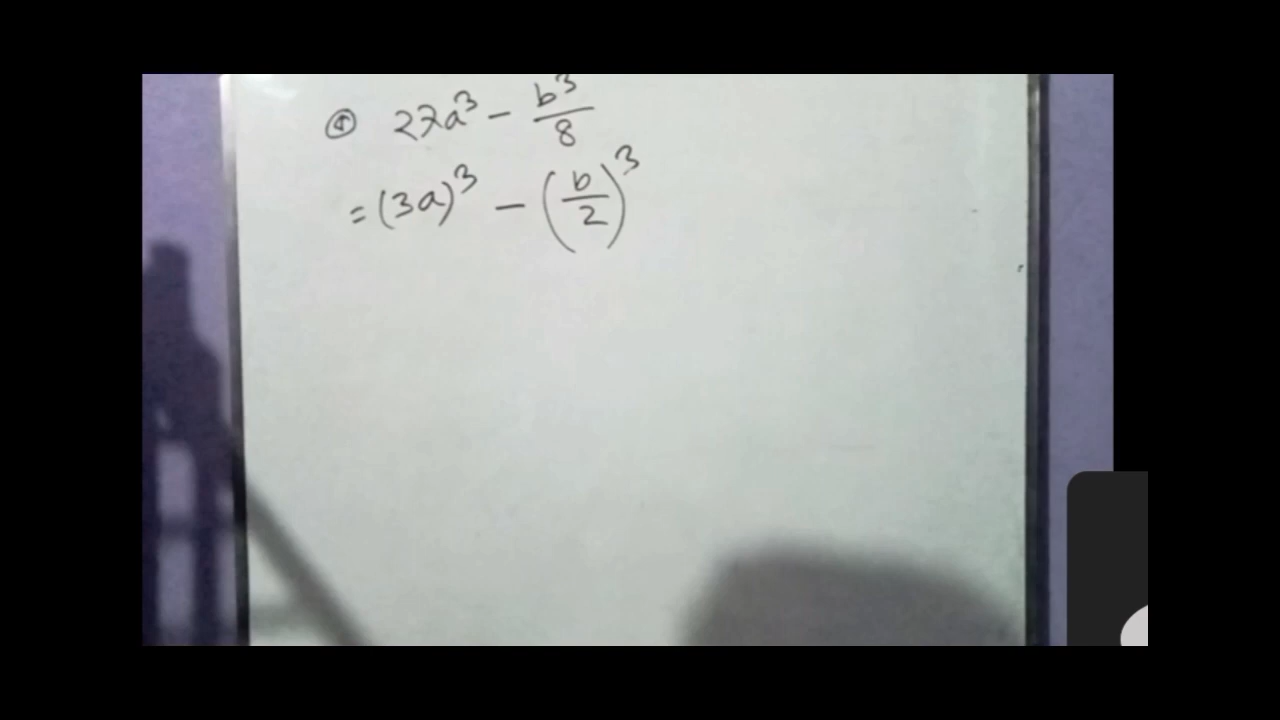 ④ 27a³ - b³/8
= (3a)³ - (b/2)³